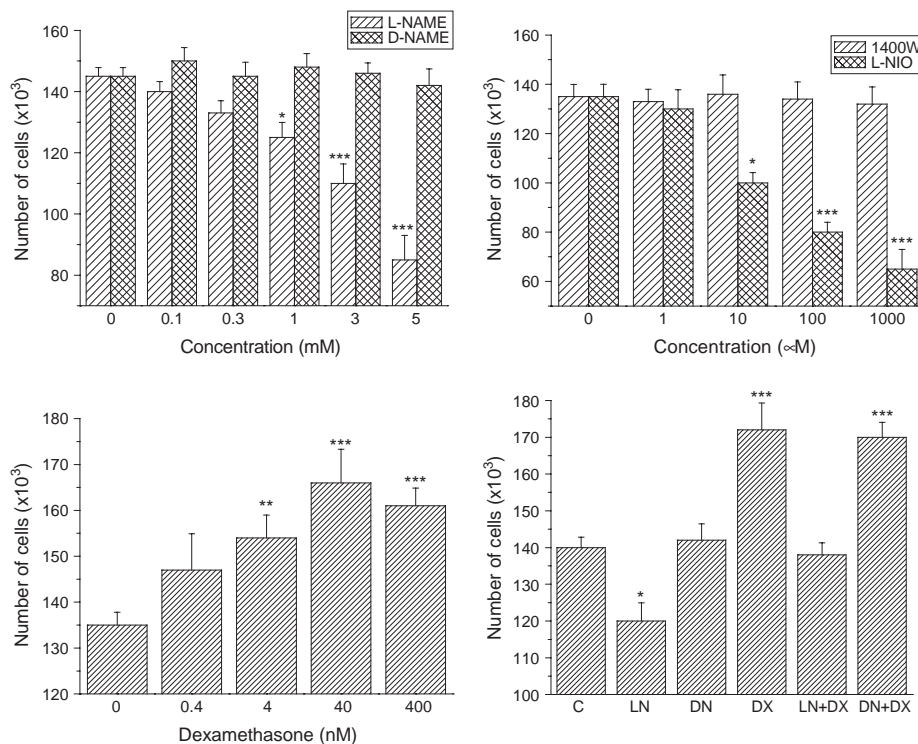 L-NAME
D-NAME
160
140
120
100
80
Number of cells (x10³)
*
***
***
0 0.1 0.3 1 3 5
Concentration (mM)
1400W
L-NIO
160
140
120
100
80
60
Number of cells (x10³)
*
***
***
0 1 10 100 1000
Concentration (∝M)
180
170
160
150
140
130
120
Number of cells (x10³)
**
***
***
0 0.4 4 40 400
Dexamethasone (nM)
180
170
160
150
140
130
120
110
100
Number of cells (x10³)
*
***
***
C LN DN DX LN+DX DN+DX